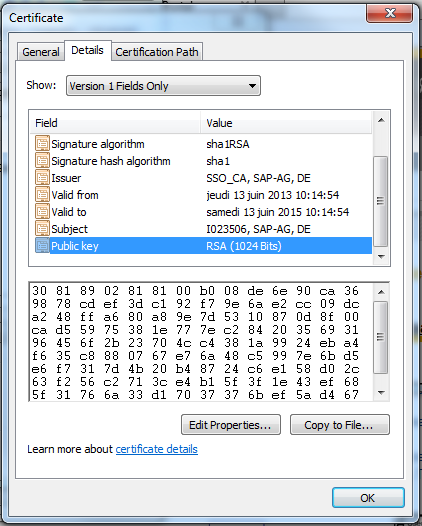 Certificate
General Details Certification Path
Show: Version 1 Fields Only
Field Value
Signature algorithm sha1RSA
Signature hash algorithm sha1
Issuer SSO_CA, SAP-AG, DE
Valid from jeudi 13 juin 2013 10:14:54
Valid to samedi 13 juin 2015 10:14:54
Subject I023506, SAP-AG, DE
Public key RSA (1024 Bits)
30 81 89 02 81 81 00 b0 08 de 6e 90 ca 36
98 78 cd ef 3d c1 92 f7 9e 6a e2 cc 09 dc
a2 48 ff a6 80 a8 9e 7d 53 10 87 0d 8f 00
ca d5 59 75 38 1e 77 7e c2 84 20 35 69 31
96 45 6f 2b 23 70 4c c4 38 1a 99 24 eb a4
f6 35 c8 88 07 67 e7 6a 48 c5 99 7e 6b d5
e6 f7 31 7d 4b 20 b4 87 24 c6 e1 58 d0 2c
63 f2 56 c2 71 3c e4 b1 5f 3f 1e 43 ef 68
5f 31 76 6a 33 d1 70 37 37 6b ef 5a d4 67
Edit Properties... Copy to File...
Learn more about certificate details
OK